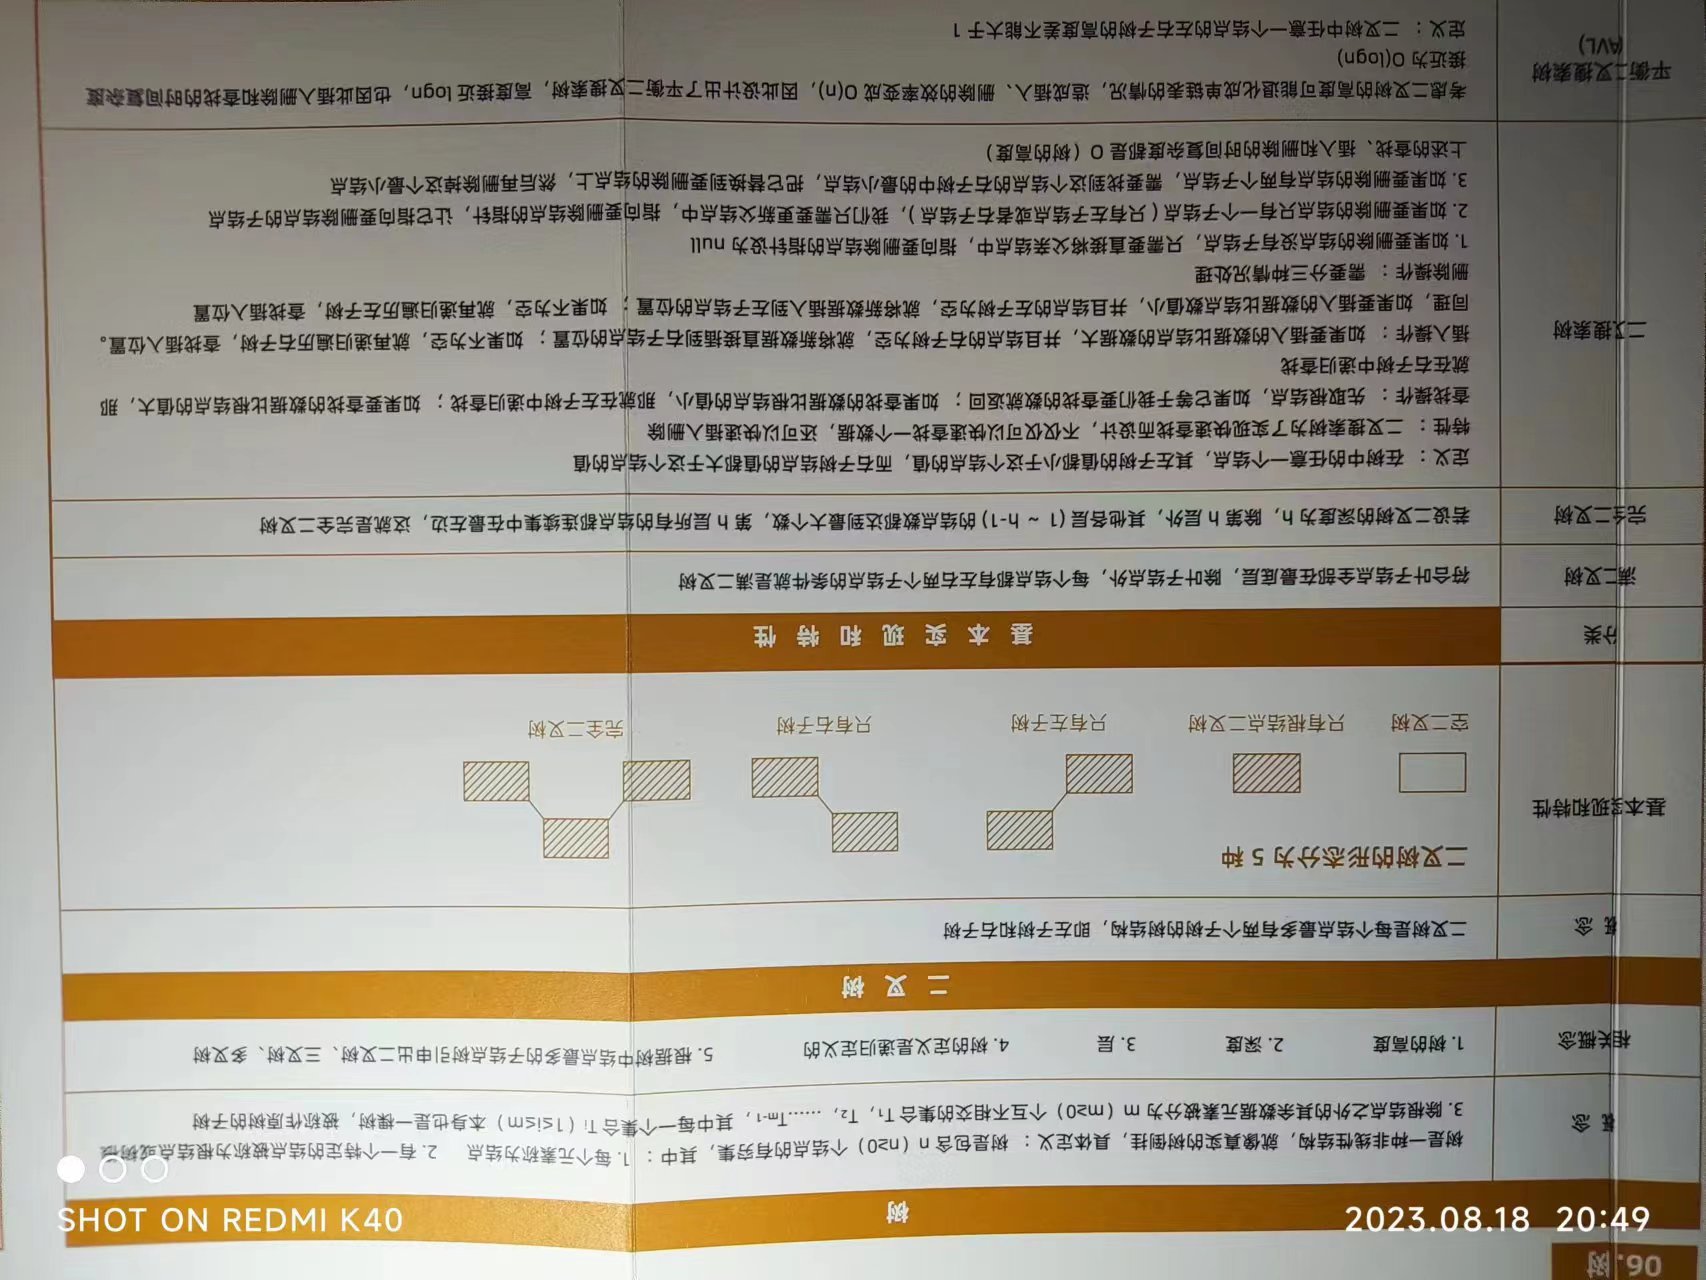 06. 树
树
概 念
树是一种非线性结构，就像真实的树倒挂，具体定义：树是包含 n（n≥0）个结点的有穷集，其中：1. 每个元素称为结点 2. 有一个特定的结点被称为根结点或树根
3. 除根结点之外的其余数据元素被分为 m（m≥0）个互不相交的集合 T₁，T₂，……Tm-1，其中每一个集合 Ti（1≤i≤m）本身也是一棵树，被称作原树的子树
相关概念
1. 树的高度 2. 深度 3. 层 4. 树的定义是递归定义的 5. 根据树中结点最多的子结点树引申出二叉树、三叉树、多叉树
二 叉 树
概 念
二叉树是每个结点最多有两个子树的树结构，即左子树和右子树
基本实现和特性
二叉树的形态分为 5 种
空二叉树 只有根结点二叉树 只有左子树 只有右子树 完全二叉树
分类
基 本 实 现 和 特 性
满二叉树
符合叶子结点全部在最底层，除叶子结点外，每个结点都有左右两个子结点的条件就是满二叉树
完全二叉树
若设二叉树的深度为 h，除第 h 层外，其他各层 (1 ~ h-1) 的结点数都达到最大个数，第 h 层所有的结点都连续集中在最左边，这就是完全二叉树
二叉搜索树
定义：在树中的任意一个结点，其左子树的值都小于这个结点的值，而右子树结点的值都大于这个结点的值
特性：二叉搜索树为了实现快速查找而设计，不仅仅可以快速查找一个数据，还可以快速插入删除
查找操作：先取根结点，如果它等于我们要查找的数就返回；如果查找的数据比根结点的值小，那就在左子树中递归查找；如果要查找的数据比根结点的值大，那
就在右子树中递归查找
插入操作：如果要插入的数据比结点的数据大，并且结点的右子树为空，就将新数据直接插到右子结点的位置；如果不为空，就再递归遍历右子树，查找插入位置。
同理，如果要插入的数据比结点数值小，并且结点的左子树为空，就将新数据插入到左子结点的位置；如果不为空，就再递归遍历左子树，查找插入位置
删除操作：需要分三种情况处理
1. 如果要删除的结点没有子结点，只需要直接将父亲结点中，指向要删除结点的指针设为 null
2. 如果要删除的结点只有一个子结点（只有左子结点或者右子结点），我们只需要更新父结点中，指向要删除结点的指针，让它指向要删除结点的子结点
3. 如果要删除的结点有两个子结点，需要找到这个结点的右子树中的最小结点，把它替换到要删除的结点上，然后再删除掉这个最小结点
上述的查找、插入和删除的时间复杂度都是 O（树的高度）
平衡二叉搜索树
(AVL)
考虑二叉树的高度可能退化成单链表的情况，造成插入、删除的效率变成 O(n)，因此设计出了平衡二叉搜索树，高度接近 logn，也因此插入删除和查找的时间复杂度
接近为 O(logn)
定义：二叉树中任意一个结点的左右子树的高度差不能大于 1
SHOT ON REDMI K40
2023.08.18 20:49